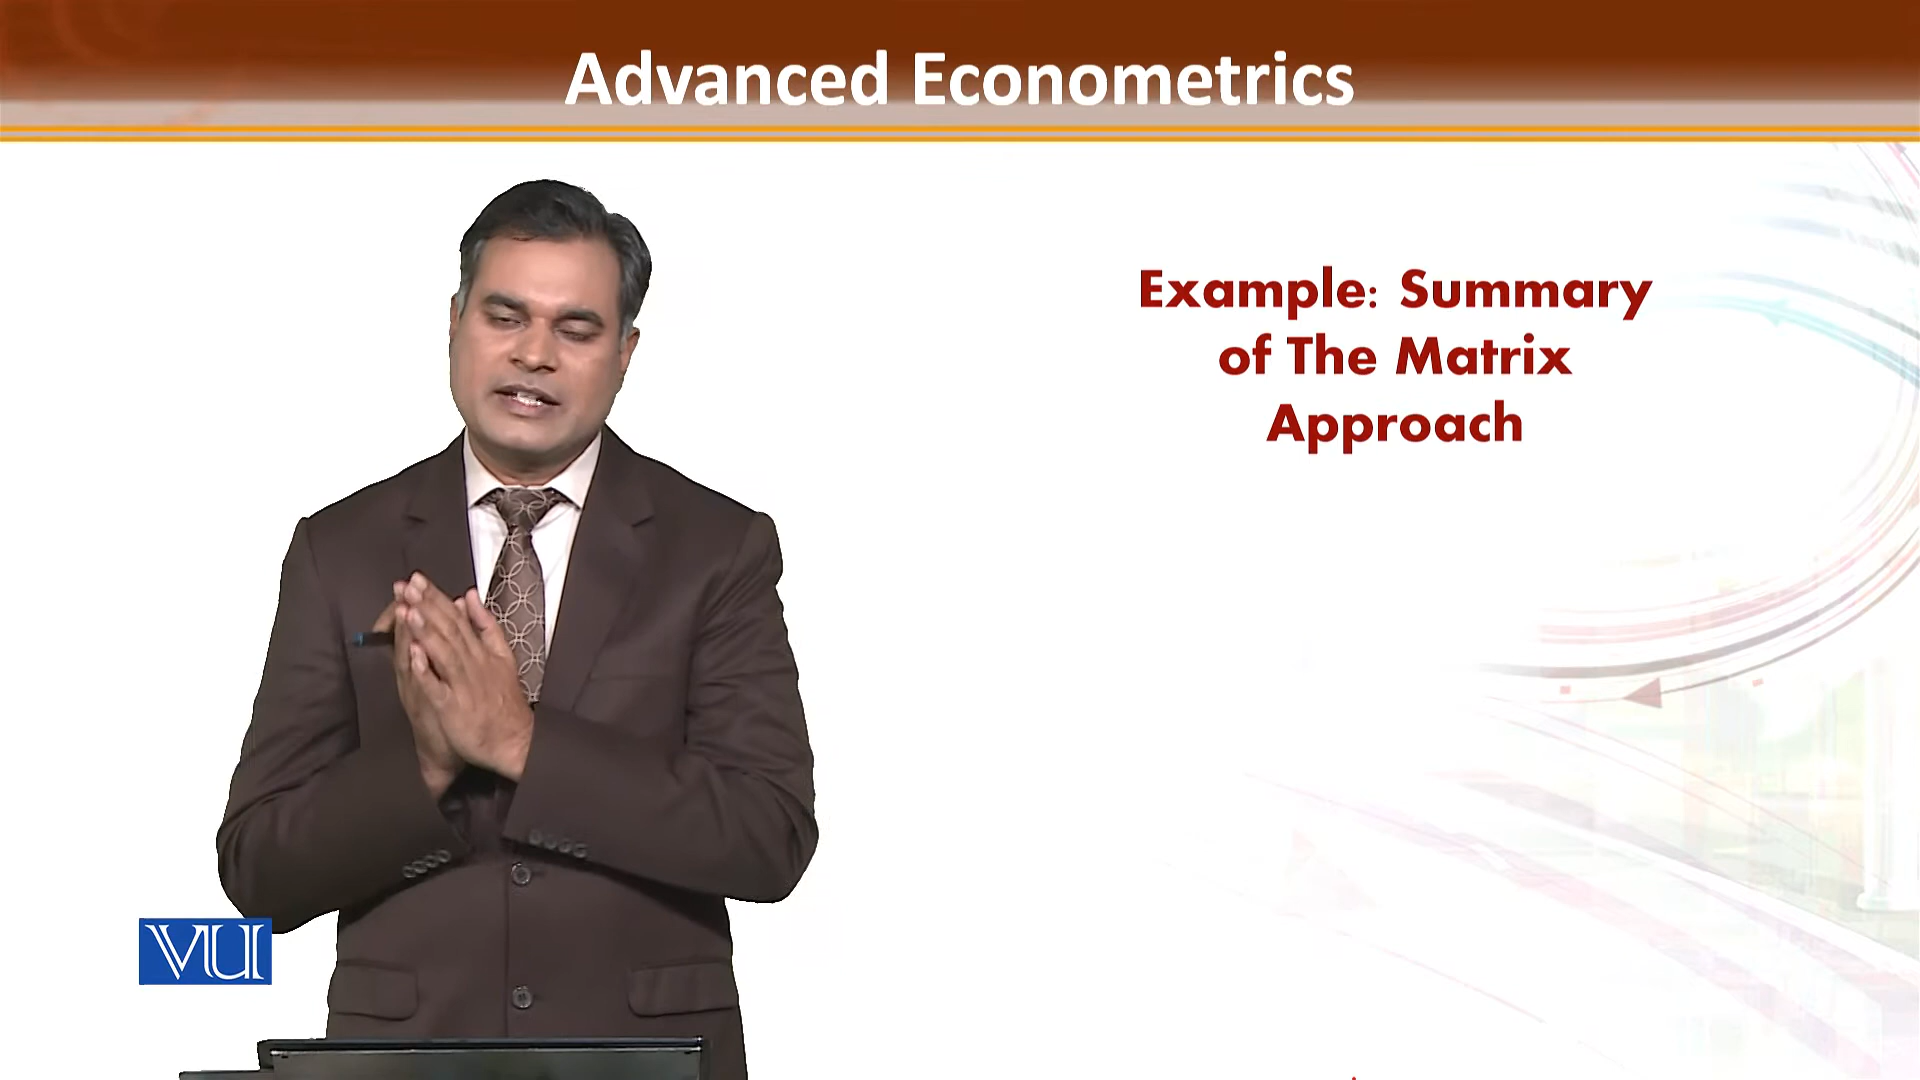 Advanced Econometrics
Example: Summary
of The Matrix
Approach
VU